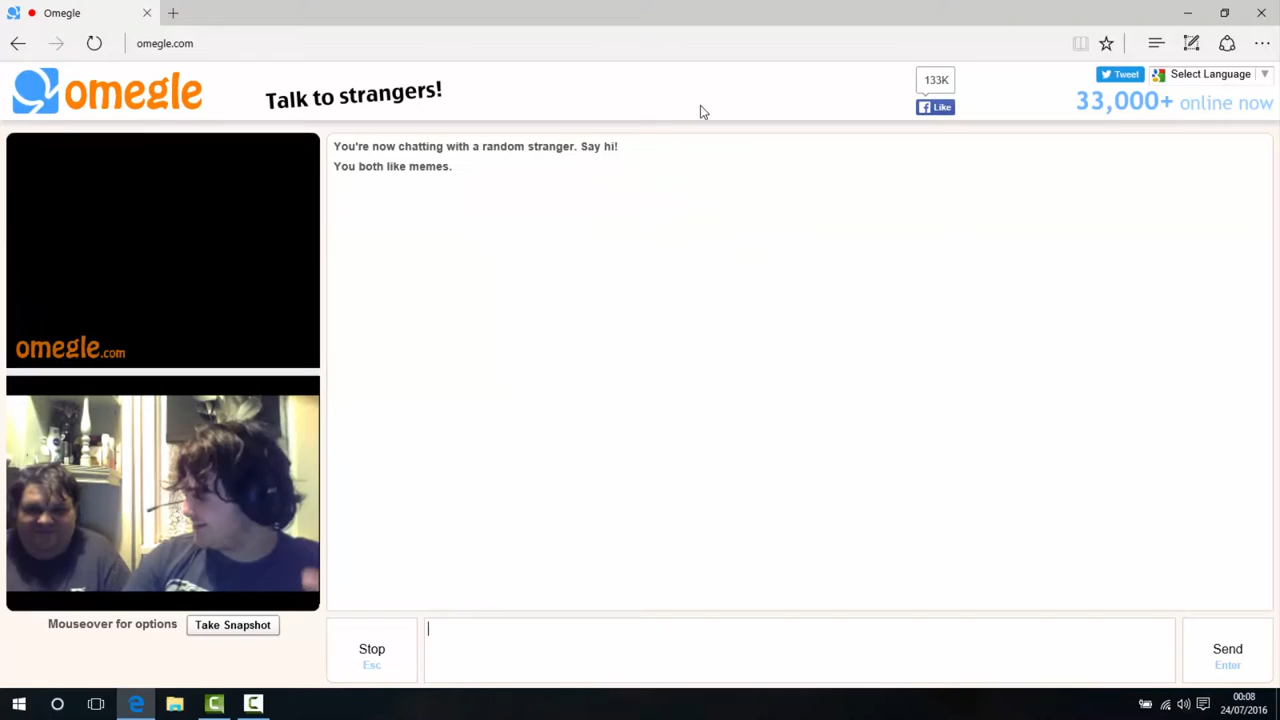 Omegle
omegle.com
omegle
Talk to strangers!
133K
Like
Tweet
Select Language
33,000+ online now
You're now chatting with a random stranger. Say hi!
You both like memes.
omegle.com
Mouseover for options
Take Snapshot
Stop
Esc
Send
Enter
00:08
24/07/2016